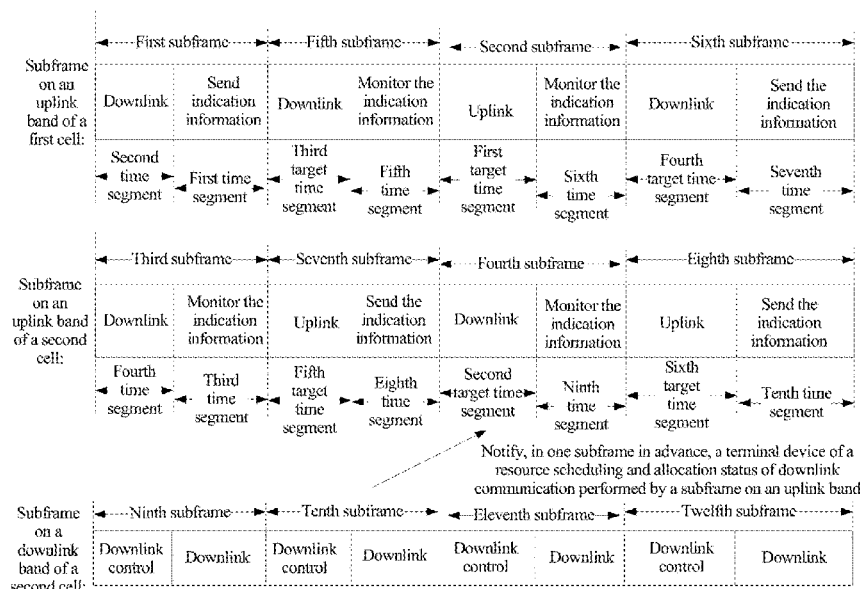 First subframe Fifth subframe Second subframe Sixth subframe
Subframe on an uplink band of a first cell:
Downlink
Send indication information
Downlink
Monitor the indication information
Uplink
Monitor the indication information
Downlink
Send the indication information
Second time segment
First time segment
Third target time segment
Fifth time segment
First target time segment
Sixth time segment
Fourth target time segment
Seventh time segment
Third subframe Seventh subframe Fourth subframe Eighth subframe
Subframe on an uplink band of a second cell:
Downlink
Monitor the indication information
Uplink
Send the indication information
Downlink
Monitor the indication information
Uplink
Send the indication information
Fourth time segment
Third time segment
Fifth target time segment
Eighth time segment
Second target time segment
Ninth time segment
Sixth target time segment
Tenth time segment
Notify, in one subframe in advance, a terminal device of a
resource scheduling and allocation status of downlink
communication performed by a subframe on an uplink band
Ninth subframe Tenth subframe Eleventh subframe Twelfth subframe
Subframe on a downlink band of a second cell:
Downlink control
Downlink
Downlink control
Downlink
Downlink control
Downlink
Downlink control
Downlink